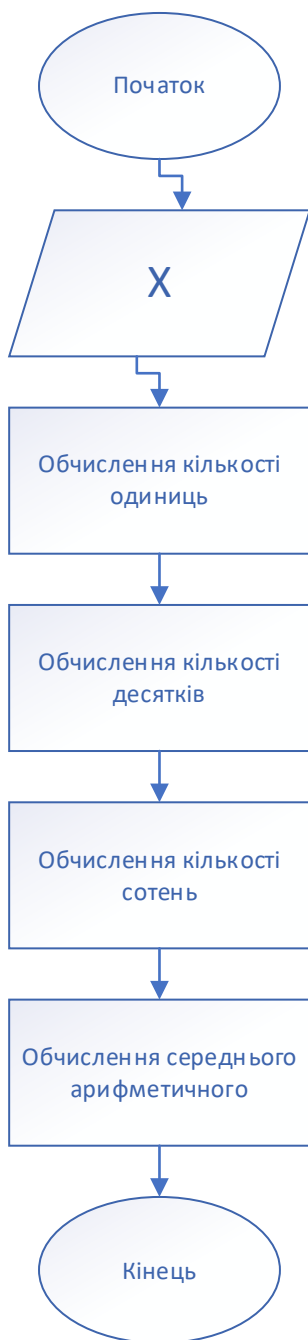 Початок
X
Обчислення кількості
одиниць
Обчислення кількості
десятків
Обчислення кількості
сотень
Обчислення середнього
арифметичного
Кінець